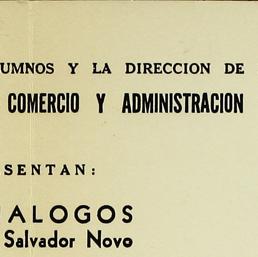 UMNOS Y LA DIRECCION DE
COMERCIO Y ADMINISTRACION
SENTAN:
ALOGOS
Salvador Novo